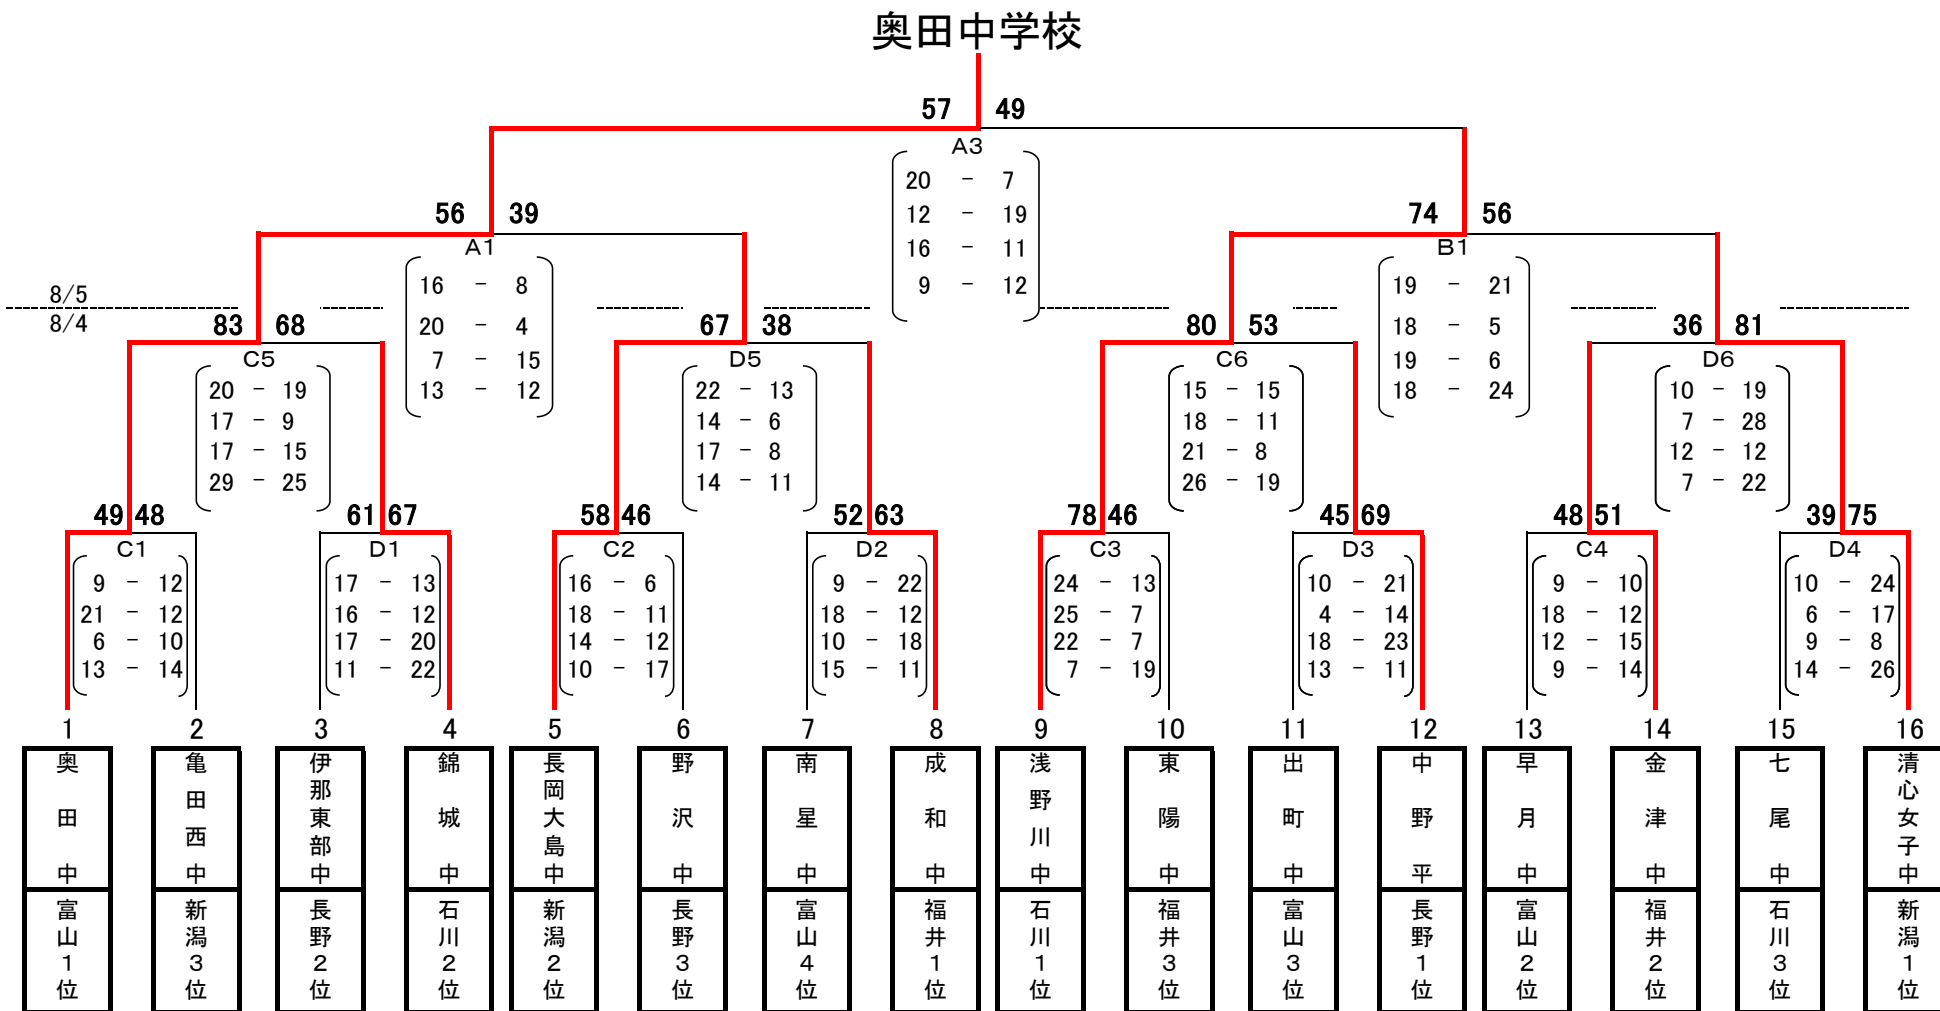 奥田中学校
57 49
A3
20 - 7
12 - 19
16 - 11
9 - 12
56 39
A1
16 - 8
20 - 4
7 - 15
13 - 12
74 56
B1
19 - 21
18 - 5
19 - 6
18 - 24
8/5
8/4
83 68
C5
20 - 19
17 - 9
17 - 15
29 - 25
67 38
D5
22 - 13
14 - 6
17 - 8
14 - 11
80 53
C6
15 - 15
18 - 11
21 - 8
26 - 19
36 81
D6
10 - 19
7 - 28
12 - 12
7 - 22
49 48
C1
9 - 12
21 - 12
6 - 10
13 - 14
61 67
D1
17 - 13
16 - 12
17 - 20
11 - 22
58 46
C2
16 - 6
18 - 11
14 - 12
10 - 17
52 63
D2
9 - 22
18 - 12
10 - 18
15 - 11
78 46
C3
24 - 13
25 - 7
22 - 7
7 - 19
45 69
D3
10 - 21
4 - 14
18 - 23
13 - 11
48 51
C4
9 - 10
18 - 12
12 - 15
9 - 14
39 75
D4
10 - 24
6 - 17
9 - 8
14 - 26
1 2 3 4 5 6 7 8 9 10 11 12 13 14 15 16
奥田中
亀田西中
伊那東部中
錦城中
長岡大島中
野沢中
南星中
成和中
浅野川中
東陽中
出町中
中野平
早月中
金津中
七尾中
清心女子中
富山1位
新潟3位
長野2位
石川2位
新潟2位
長野3位
富山4位
福井1位
石川1位
福井3位
富山3位
長野1位
富山2位
福井2位
石川3位
新潟1位